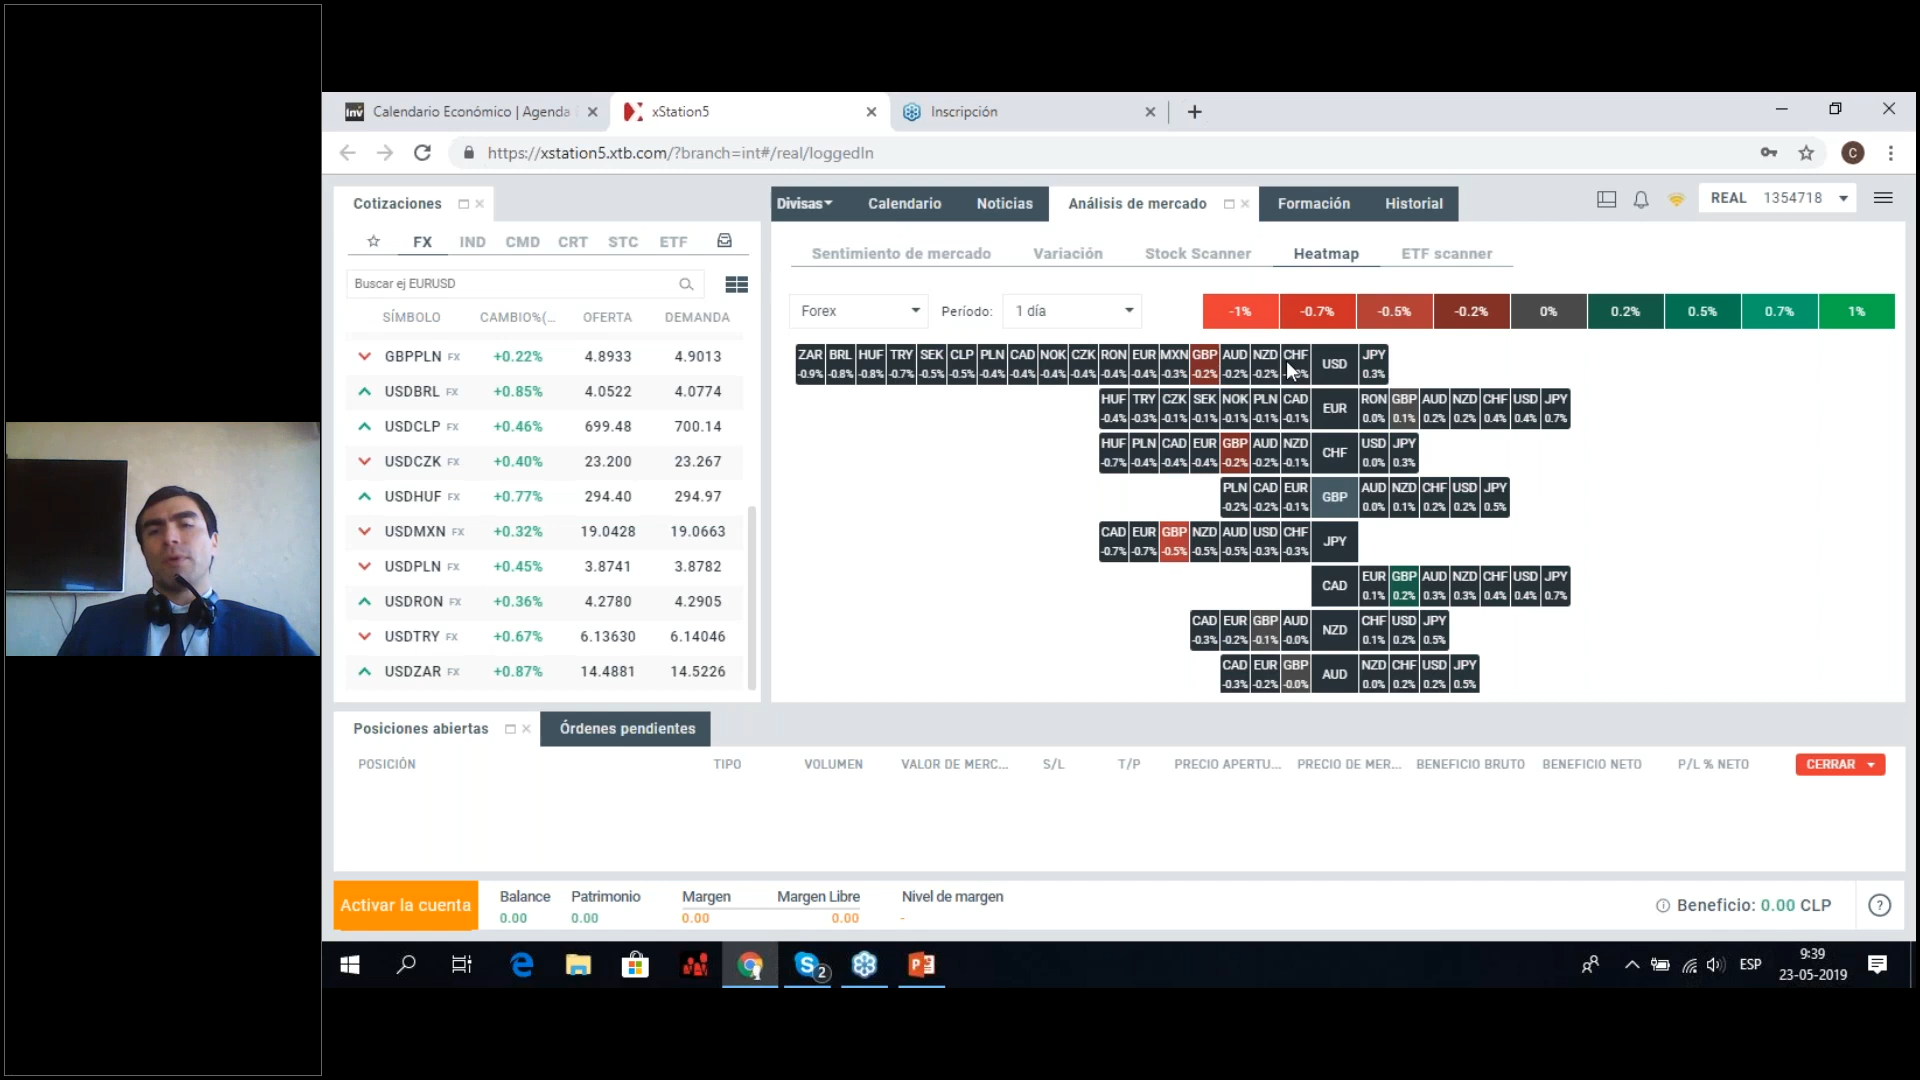 Calendario Económico | Agenda
xStation5
Inscripción
https://xstation5.xtb.com/?branch=int#/real/loggedIn
C
Cotizaciones
FX IND CMD CRT STC ETF
Buscar ej EURUSD
SÍMBOLO CAMBIO%(... OFERTA DEMANDA
GBPPLN FX +0.22% 4.8933 4.9013
USDBRL FX +0.85% 4.0522 4.0774
USDCLP FX +0.46% 699.48 700.14
USDCZK FX +0.40% 23.200 23.267
USDHUF FX +0.77% 294.40 294.97
USDMXN FX +0.32% 19.0428 19.0663
USDPLN FX +0.45% 3.8741 3.8782
USDRON FX +0.36% 4.2780 4.2905
USDTRY FX +0.67% 6.13630 6.14046
USDZAR FX +0.87% 14.4881 14.5226
Divisas Calendario Noticias Análisis de mercado Formación Historial
REAL 1354718
Sentimiento de mercado Variación Stock Scanner Heatmap ETF scanner
Forex Período: 1 día
-1% -0.7% -0.5% -0.2% 0% 0.2% 0.5% 0.7% 1%
ZAR BRL HUF TRY SEK CLP PLN CAD NOK CZK RON EUR MXN GBP AUD NZD CHF USD JPY
-0.9% -0.8% -0.8% -0.7% -0.5% -0.5% -0.4% -0.4% -0.4% -0.4% -0.4% -0.4% -0.3% -0.2% -0.2% -0.2% 0.3%
HUF TRY CZK SEK NOK PLN CAD EUR RON GBP AUD NZD CHF USD JPY
-0.4% -0.3% -0.1% -0.1% -0.1% -0.1% -0.1% 0.0% 0.1% 0.2% 0.2% 0.4% 0.4% 0.7%
HUF PLN CAD EUR GBP AUD NZD CHF USD JPY
-0.7% -0.4% -0.4% -0.4% -0.2% -0.2% -0.1% 0.0% 0.3%
PLN CAD EUR GBP AUD NZD CHF USD JPY
-0.2% -0.2% -0.1% 0.0% 0.1% 0.2% 0.2% 0.5%
CAD EUR GBP NZD AUD USD CHF JPY
-0.7% -0.7% -0.5% -0.5% -0.5% -0.3% -0.3%
CAD EUR GBP AUD NZD CHF USD JPY
0.1% 0.2% 0.3% 0.3% 0.4% 0.4% 0.7%
CAD EUR GBP AUD NZD CHF USD JPY
-0.3% -0.2% -0.1% -0.0% 0.1% 0.2% 0.5%
CAD EUR GBP AUD NZD CHF USD JPY
-0.3% -0.2% -0.0% 0.0% 0.2% 0.2% 0.5%
Posiciones abiertas Órdenes pendientes
POSICIÓN TIPO VOLUMEN VALOR DE MERC... S/L T/P PRECIO APERTU... PRECIO DE MER... BENEFICIO BRUTO BENEFICIO NETO P/L % NETO CERRAR
Activar la cuenta
Balance Patrimonio Margen Margen Libre Nivel de margen
0.00 0.00 0.00 0.00 -
Beneficio: 0.00 CLP
?
2
ESP
9:39
23-05-2019